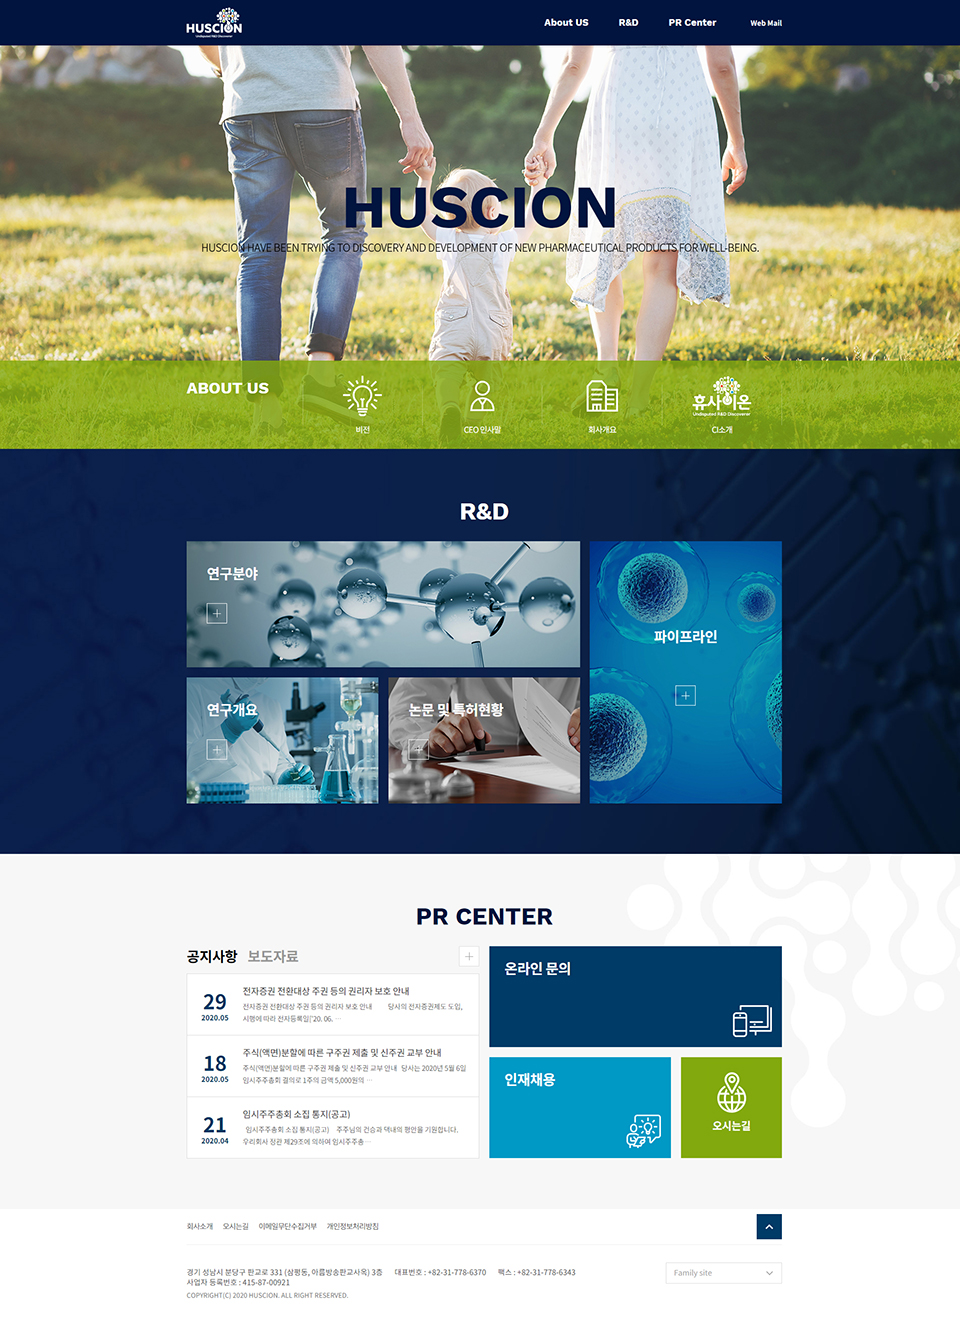 HUSCION
Undisputed R&D Discoverer
About US
R&D
PR Center
Web Mail
HUSCION
HUSCION HAVE BEEN TRYING TO DISCOVERY AND DEVELOPMENT OF NEW PHARMACEUTICAL PRODUCTS FOR WELL-BEING.
ABOUT US
비전
CEO 인사말
회사개요
휴사이온
Undisputed R&D Discoverer
CI소개
R&D
연구분야
파이프라인
연구개요
논문 및 특허현황
PR CENTER
공지사항 보도자료
29
2020.05
전자증권 전환대상 주권 등의 권리자 보호 안내
전자증권 전환대상 주권 등의 권리자 보호 안내 당사의 전자증권제도 도입,
시행에 따라 전자등록일('20. 06. ···
18
2020.05
주식(액면)분할에 따른 구주권 제출 및 신주권 교부 안내
주식(액면)분할에 따른 구주권 제출 및 신주권 교부 안내 당사는 2020년 5월 6일
임시주주총회 결의로 1주의 금액 5,000원의 ···
21
2020.04
임시주주총회 소집 통지(공고)
임시주주총회 소집 통지(공고) 주주님의 건승과 댁내의 평안을 기원합니다.
우리회사 정관 제29조에 의하여 임시주주총···
온라인 문의
인재채용
오시는길
회사소개 오시는길 이메일무단수집거부 개인정보처리방침
경기 성남시 분당구 판교로 331 (삼평동, 아름방송판교사옥) 3층 대표번호 : +82-31-778-6370 팩스 : +82-31-778-6343
사업자 등록번호 : 415-87-00921
COPYRIGHT(C) 2020 HUSCION. ALL RIGHT RESERVED.
Family site